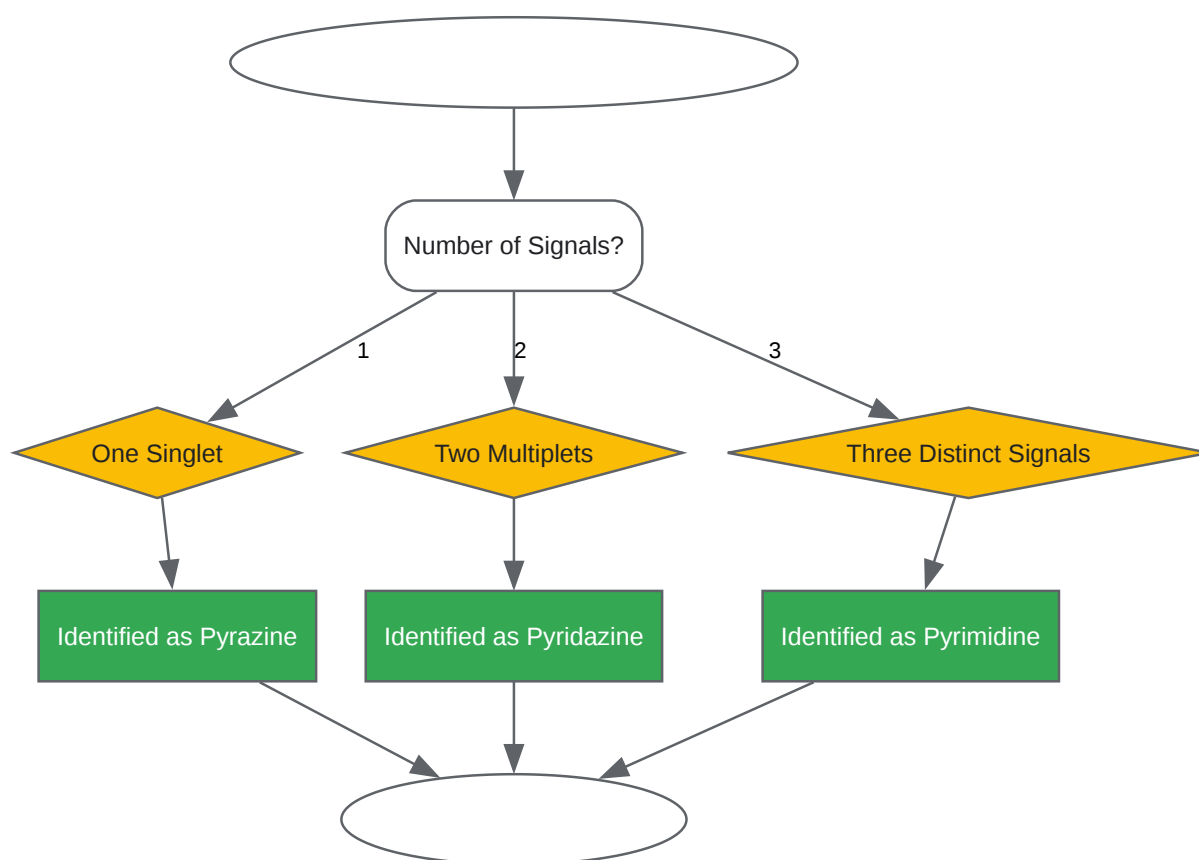 Number of Signals?
1
2
3
One Singlet
Two Multiplets
Three Distinct Signals
Identified as Pyrazine
Identified as Pyridazine
Identified as Pyrimidine